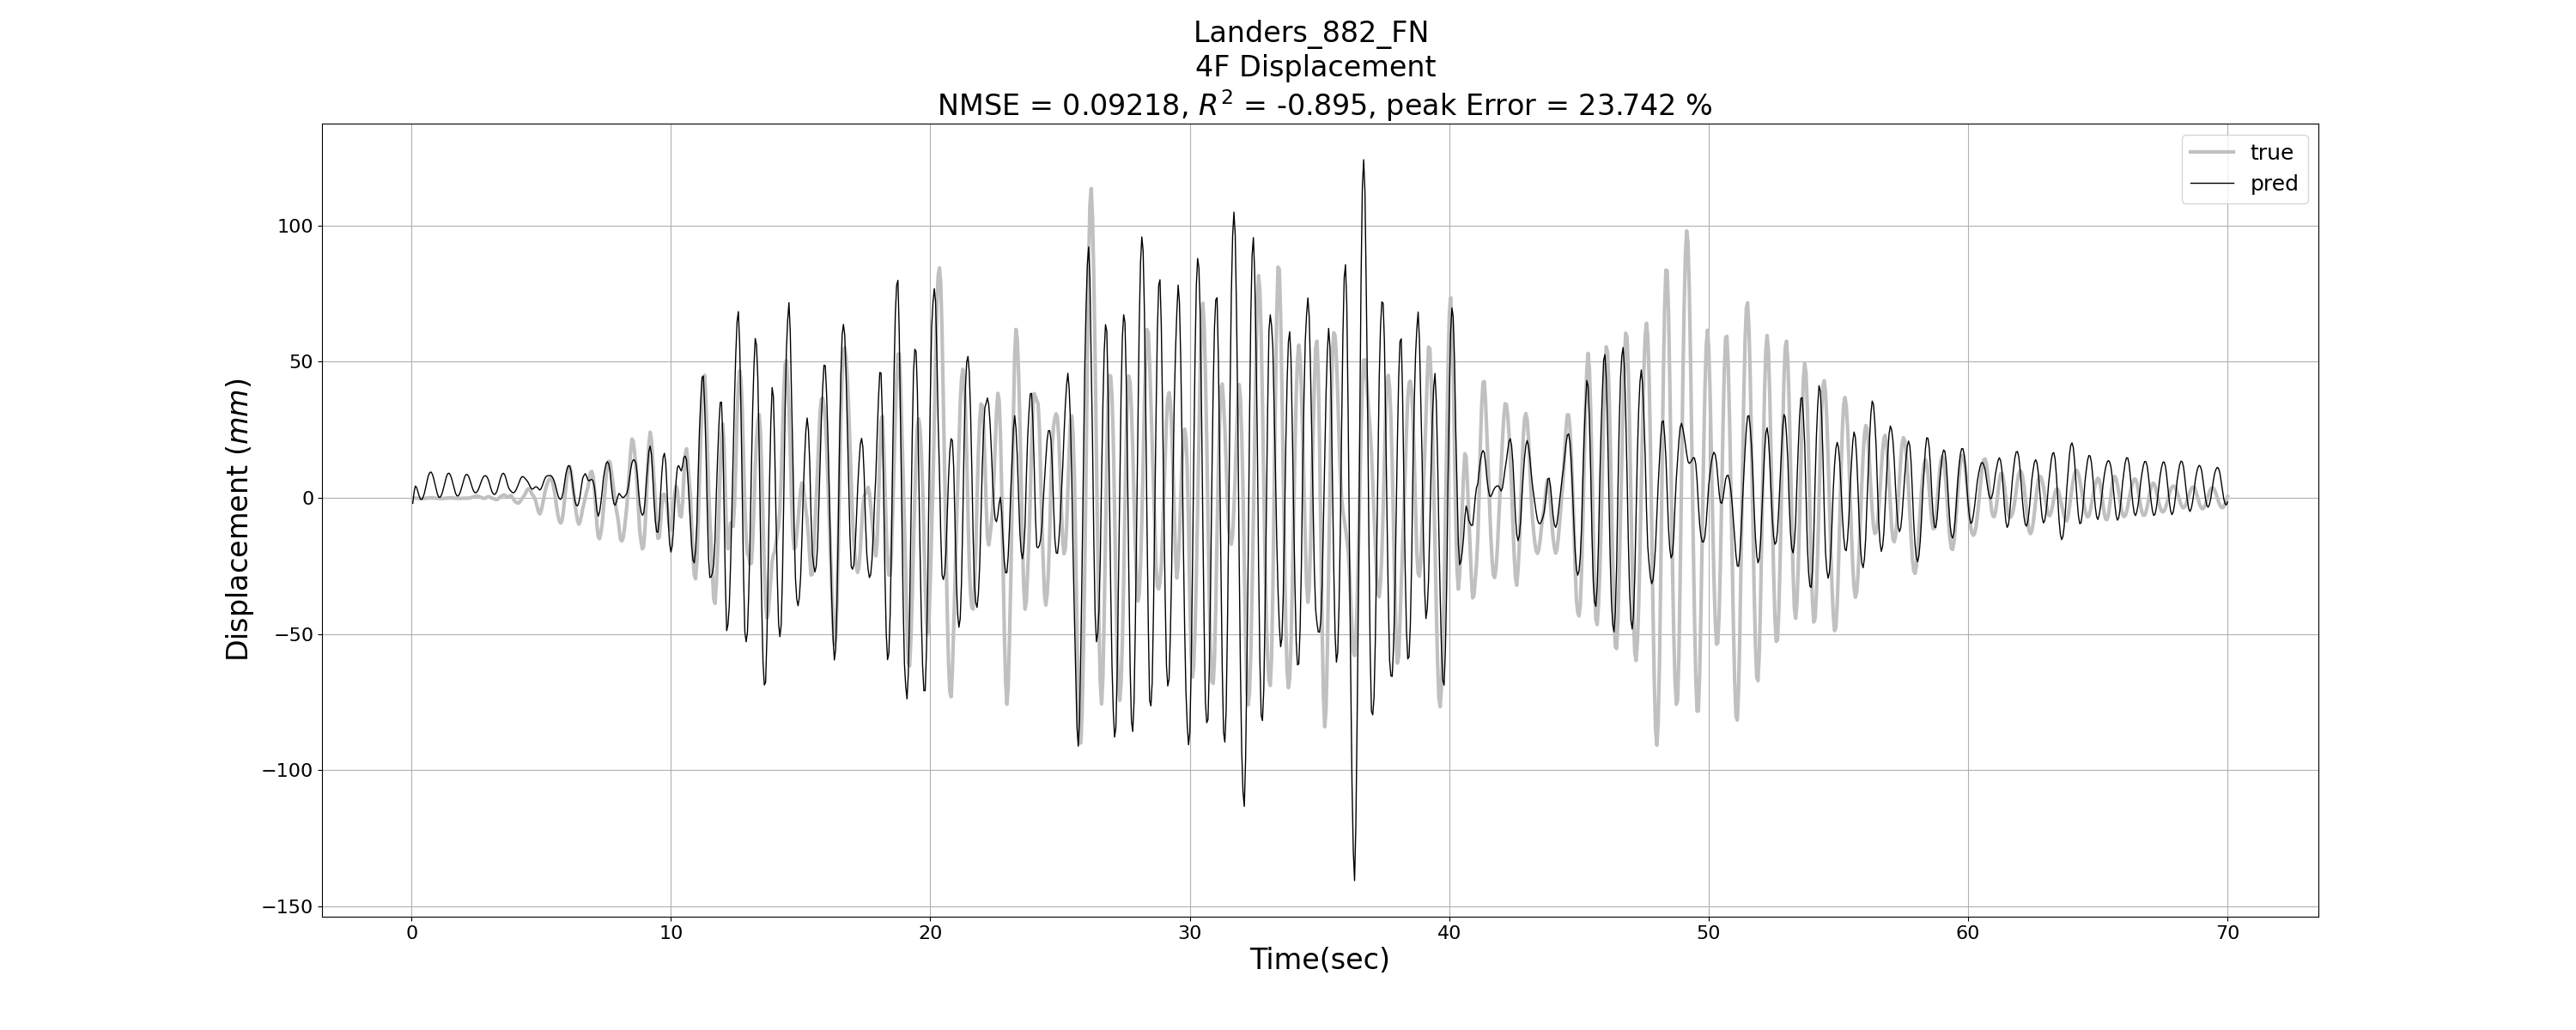 Landers_882_FN
4F Displacement
NMSE = 0.09218, R² = -0.895, peak Error = 23.742 %
true
pred
Displacement (mm)
100
50
0
−50
−100
−150
0 10 20 30 40 50 60 70
Time(sec)